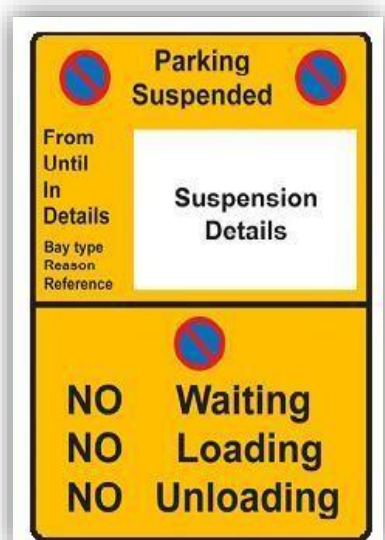 Parking
Suspended
From
Until
In
Details
Bay type
Reason
Reference
Suspension
Details
NO Waiting
NO Loading
NO Unloading